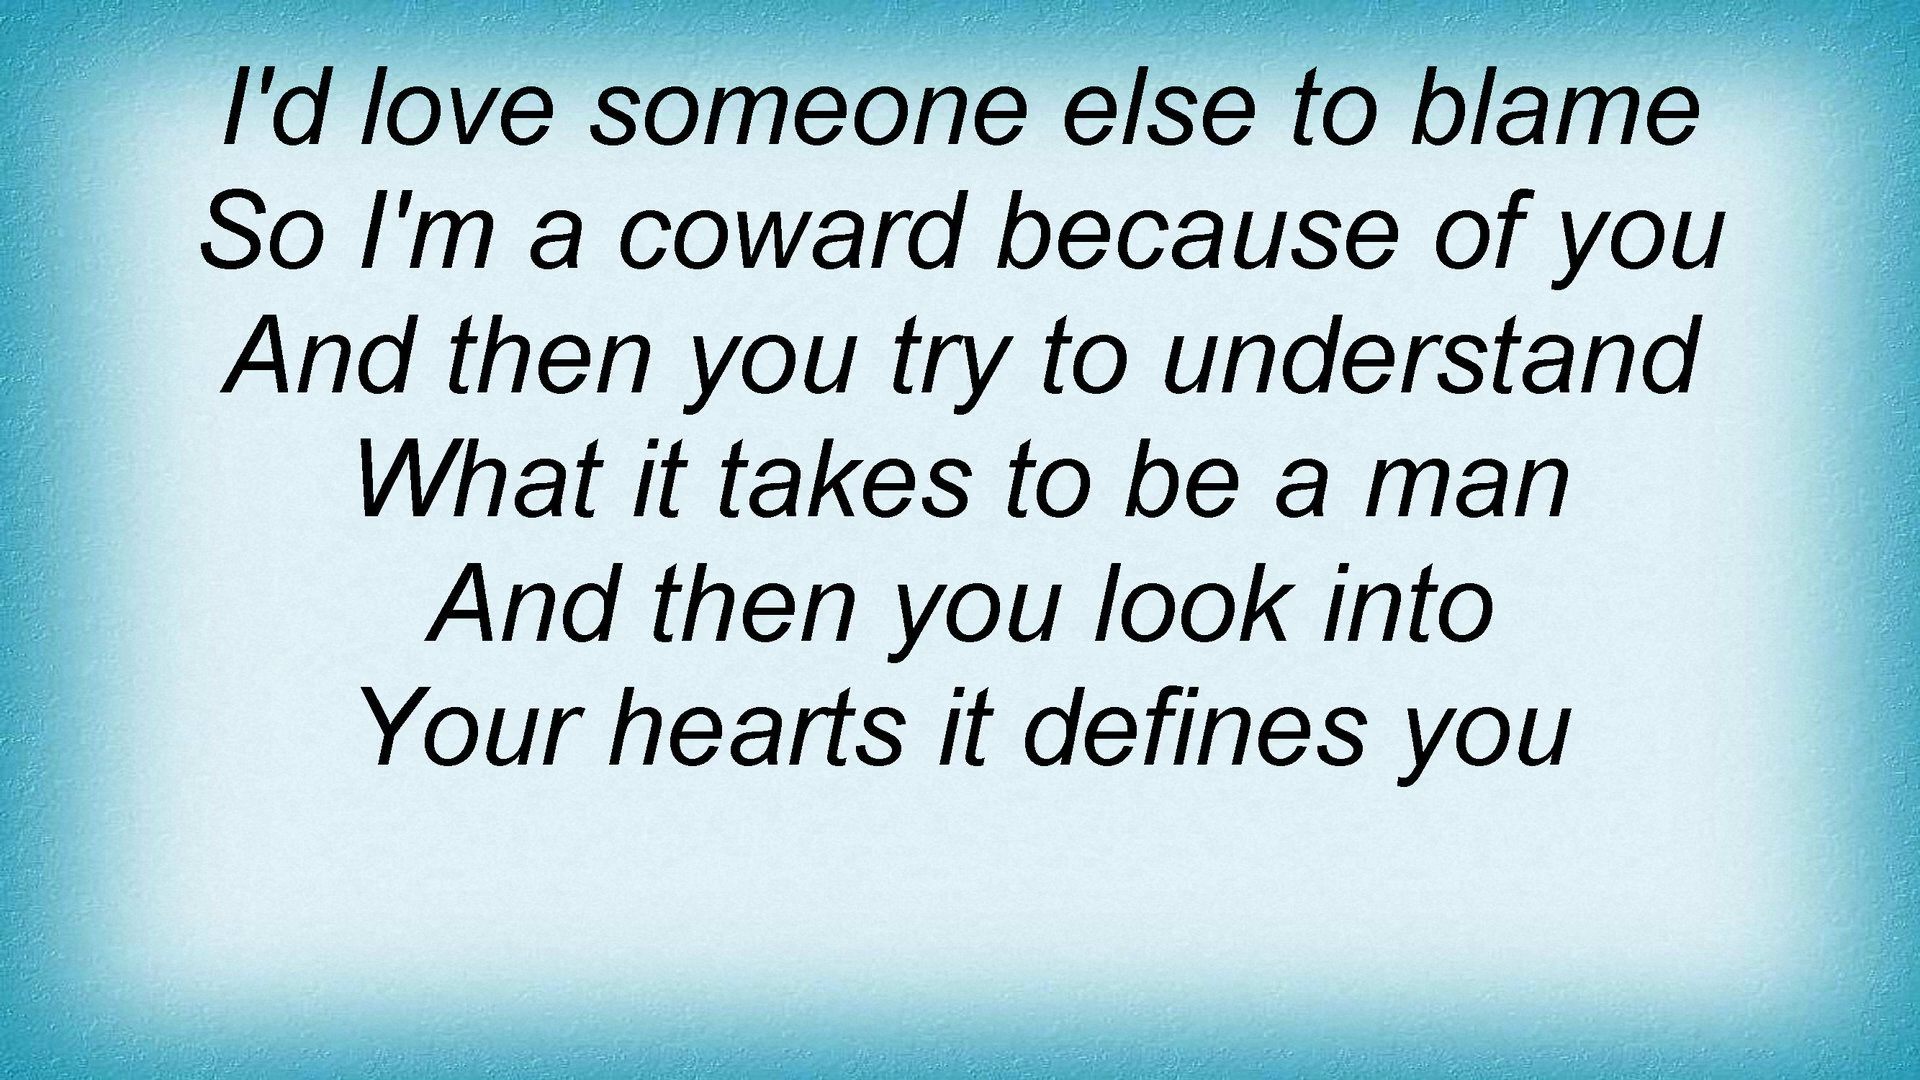 I'd love someone else to blame
So I'm a coward because of you
And then you try to understand
What it takes to be a man
And then you look into
Your hearts it defines you